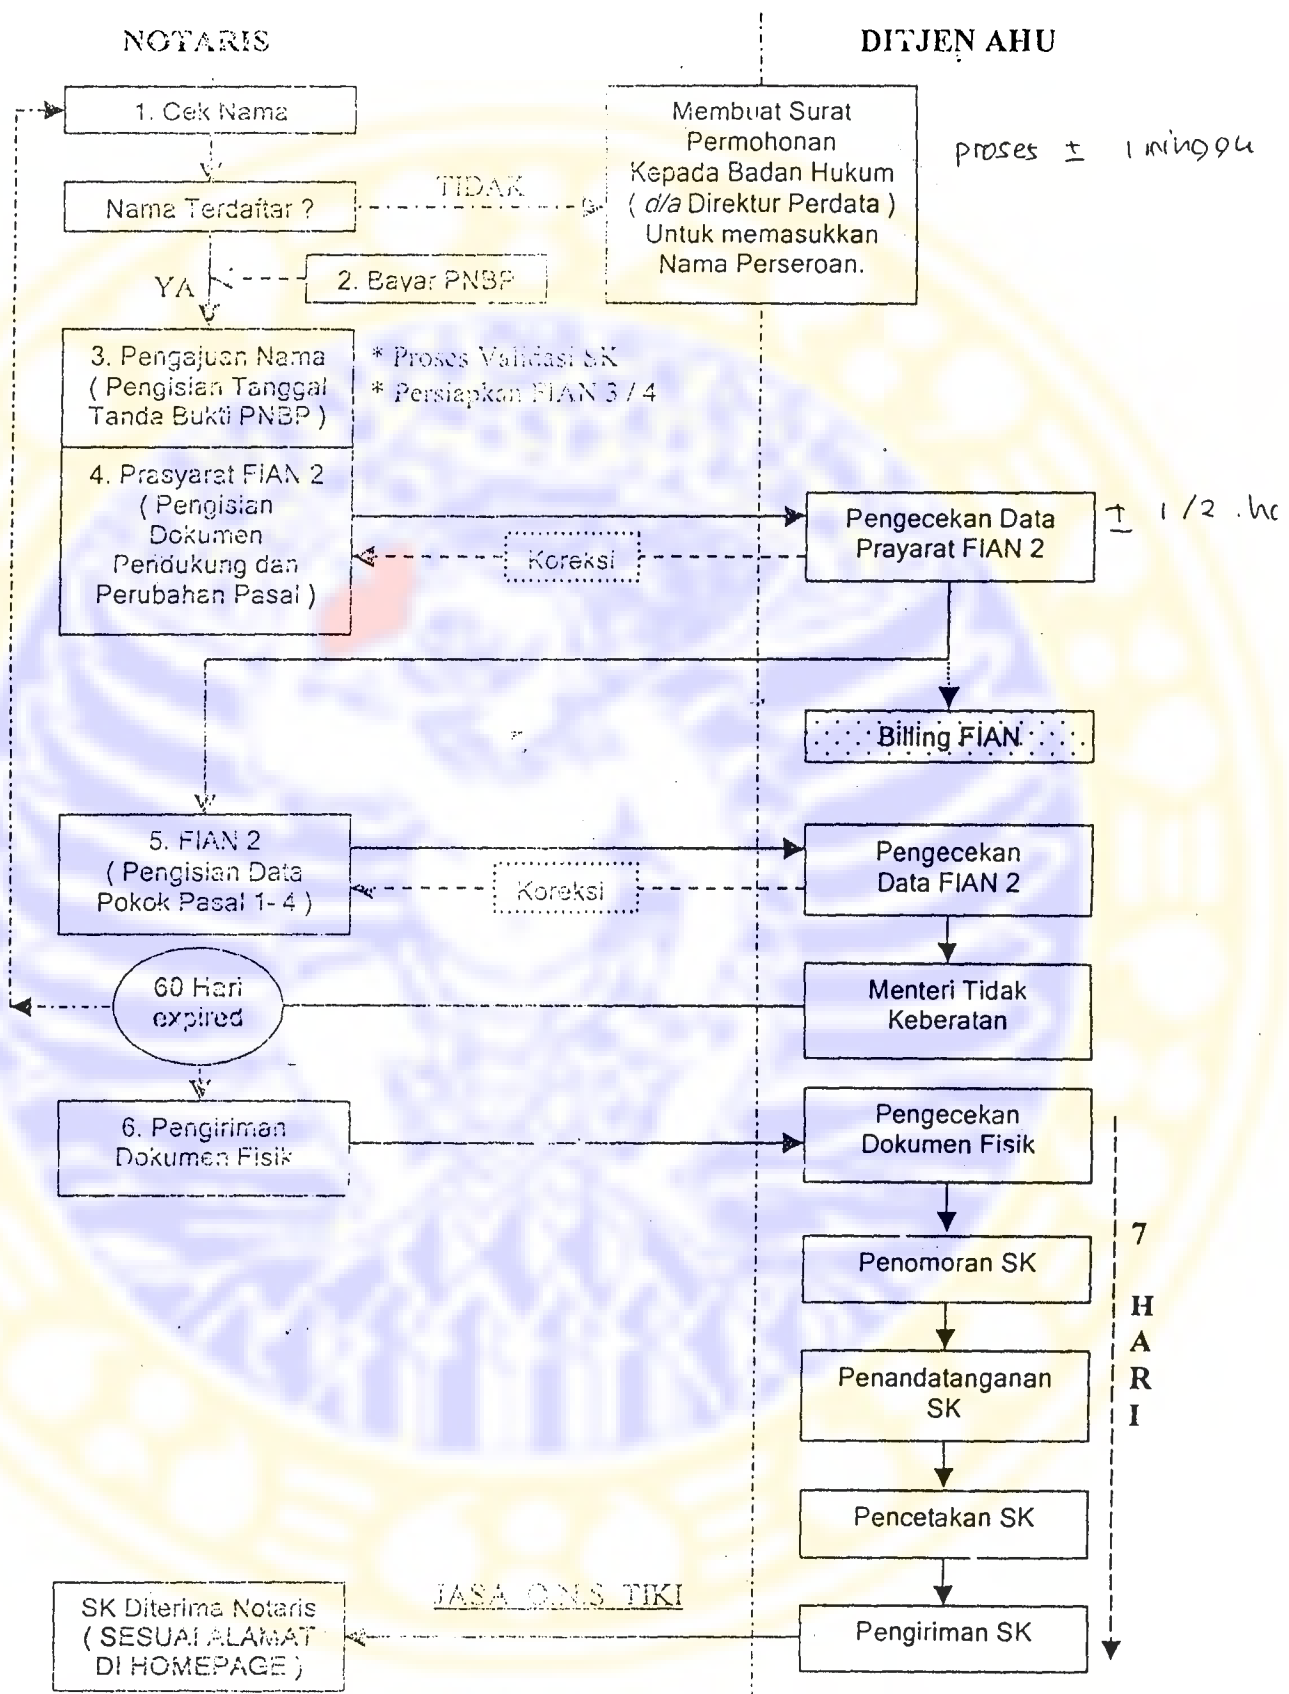 NOTARIS
DITJEN AHU
1. Cek Nama
Membuat Surat
Permohonan
Kepada Badan Hukum
( d/a Direktur Perdata )
Untuk memasukkan
Nama Perseroan.
proses ± 1 minggu
Nama Terdaftar ?
TIDAK
YA
2. Bayar PNBP
3. Pengajuan Nama
( Pengisian Tanggal
Tanda Bukti PNBP )
* Proses Validasi SK
* Persiapkan FIAN 3 / 4
4. Prasyarat FIAN 2
( Pengisian
Dokumen
Pendukung dan
Perubahan Pasal )
Koreksi
Pengecekan Data
Prayarat FIAN 2
± 1/2
Billing FIAN
5. FIAN 2
( Pengisian Data
Pokok Pasal 1- 4 )
Koreksi
Pengecekan
Data FIAN 2
60 Hari
expired
Menteri Tidak
Keberatan
6. Pengiriman
Dokumen Fisik
Pengecekan
Dokumen Fisik
7
H
A
R
I
Penomoran SK
Penandatanganan
SK
Pencetakan SK
Pengiriman SK
JASA O.N.S TIKI
SK Diterima Notaris
( SESUAI ALAMAT
DI HOMEPAGE )